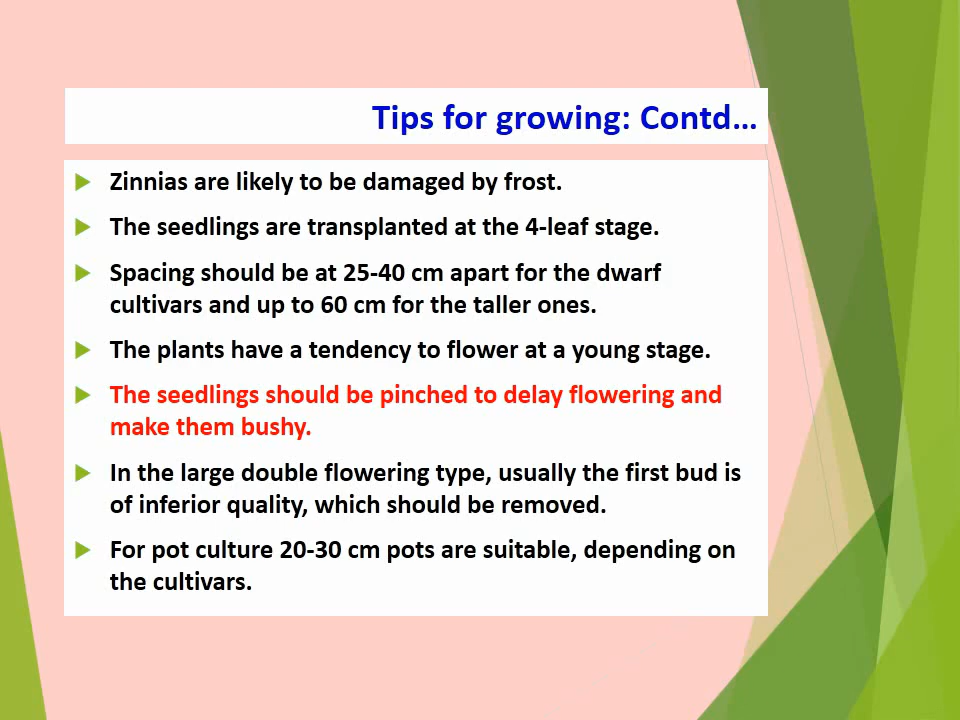 Tips for growing: Contd...
Zinnias are likely to be damaged by frost.
The seedlings are transplanted at the 4-leaf stage.
Spacing should be at 25-40 cm apart for the dwarf
cultivars and up to 60 cm for the taller ones.
The plants have a tendency to flower at a young stage.
The seedlings should be pinched to delay flowering and
make them bushy.
In the large double flowering type, usually the first bud is
of inferior quality, which should be removed.
For pot culture 20-30 cm pots are suitable, depending on
the cultivars.